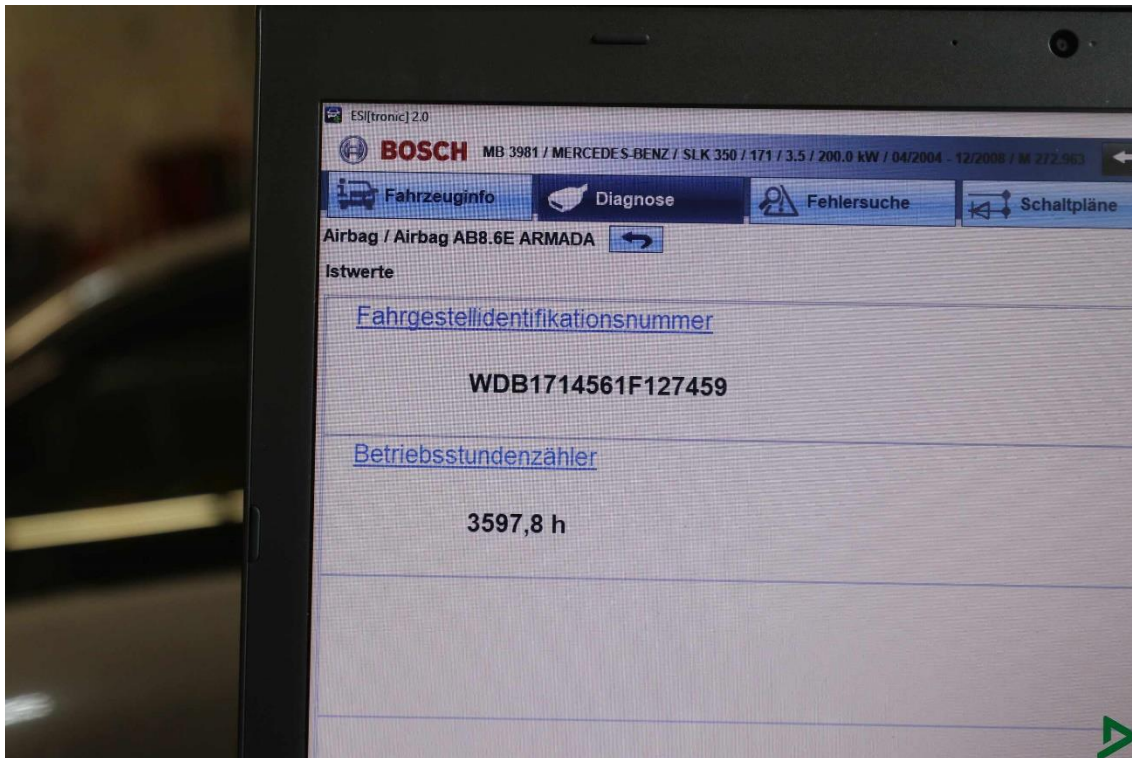 ESI[tronic] 2.0
BOSCH MB 3981 / MERCEDES-BENZ / SLK 350 / 171 / 3.5 / 200.0 kW / 04/2004 - 12/2008 / M 272.963
Fahrzeuginfo Diagnose Fehlersuche Schaltpläne
Airbag / Airbag AB8.6E ARMADA
Istwerte
Fahrgestellidentifikationsnummer
WDB1714561F127459
Betriebsstundenzähler
3597,8 h